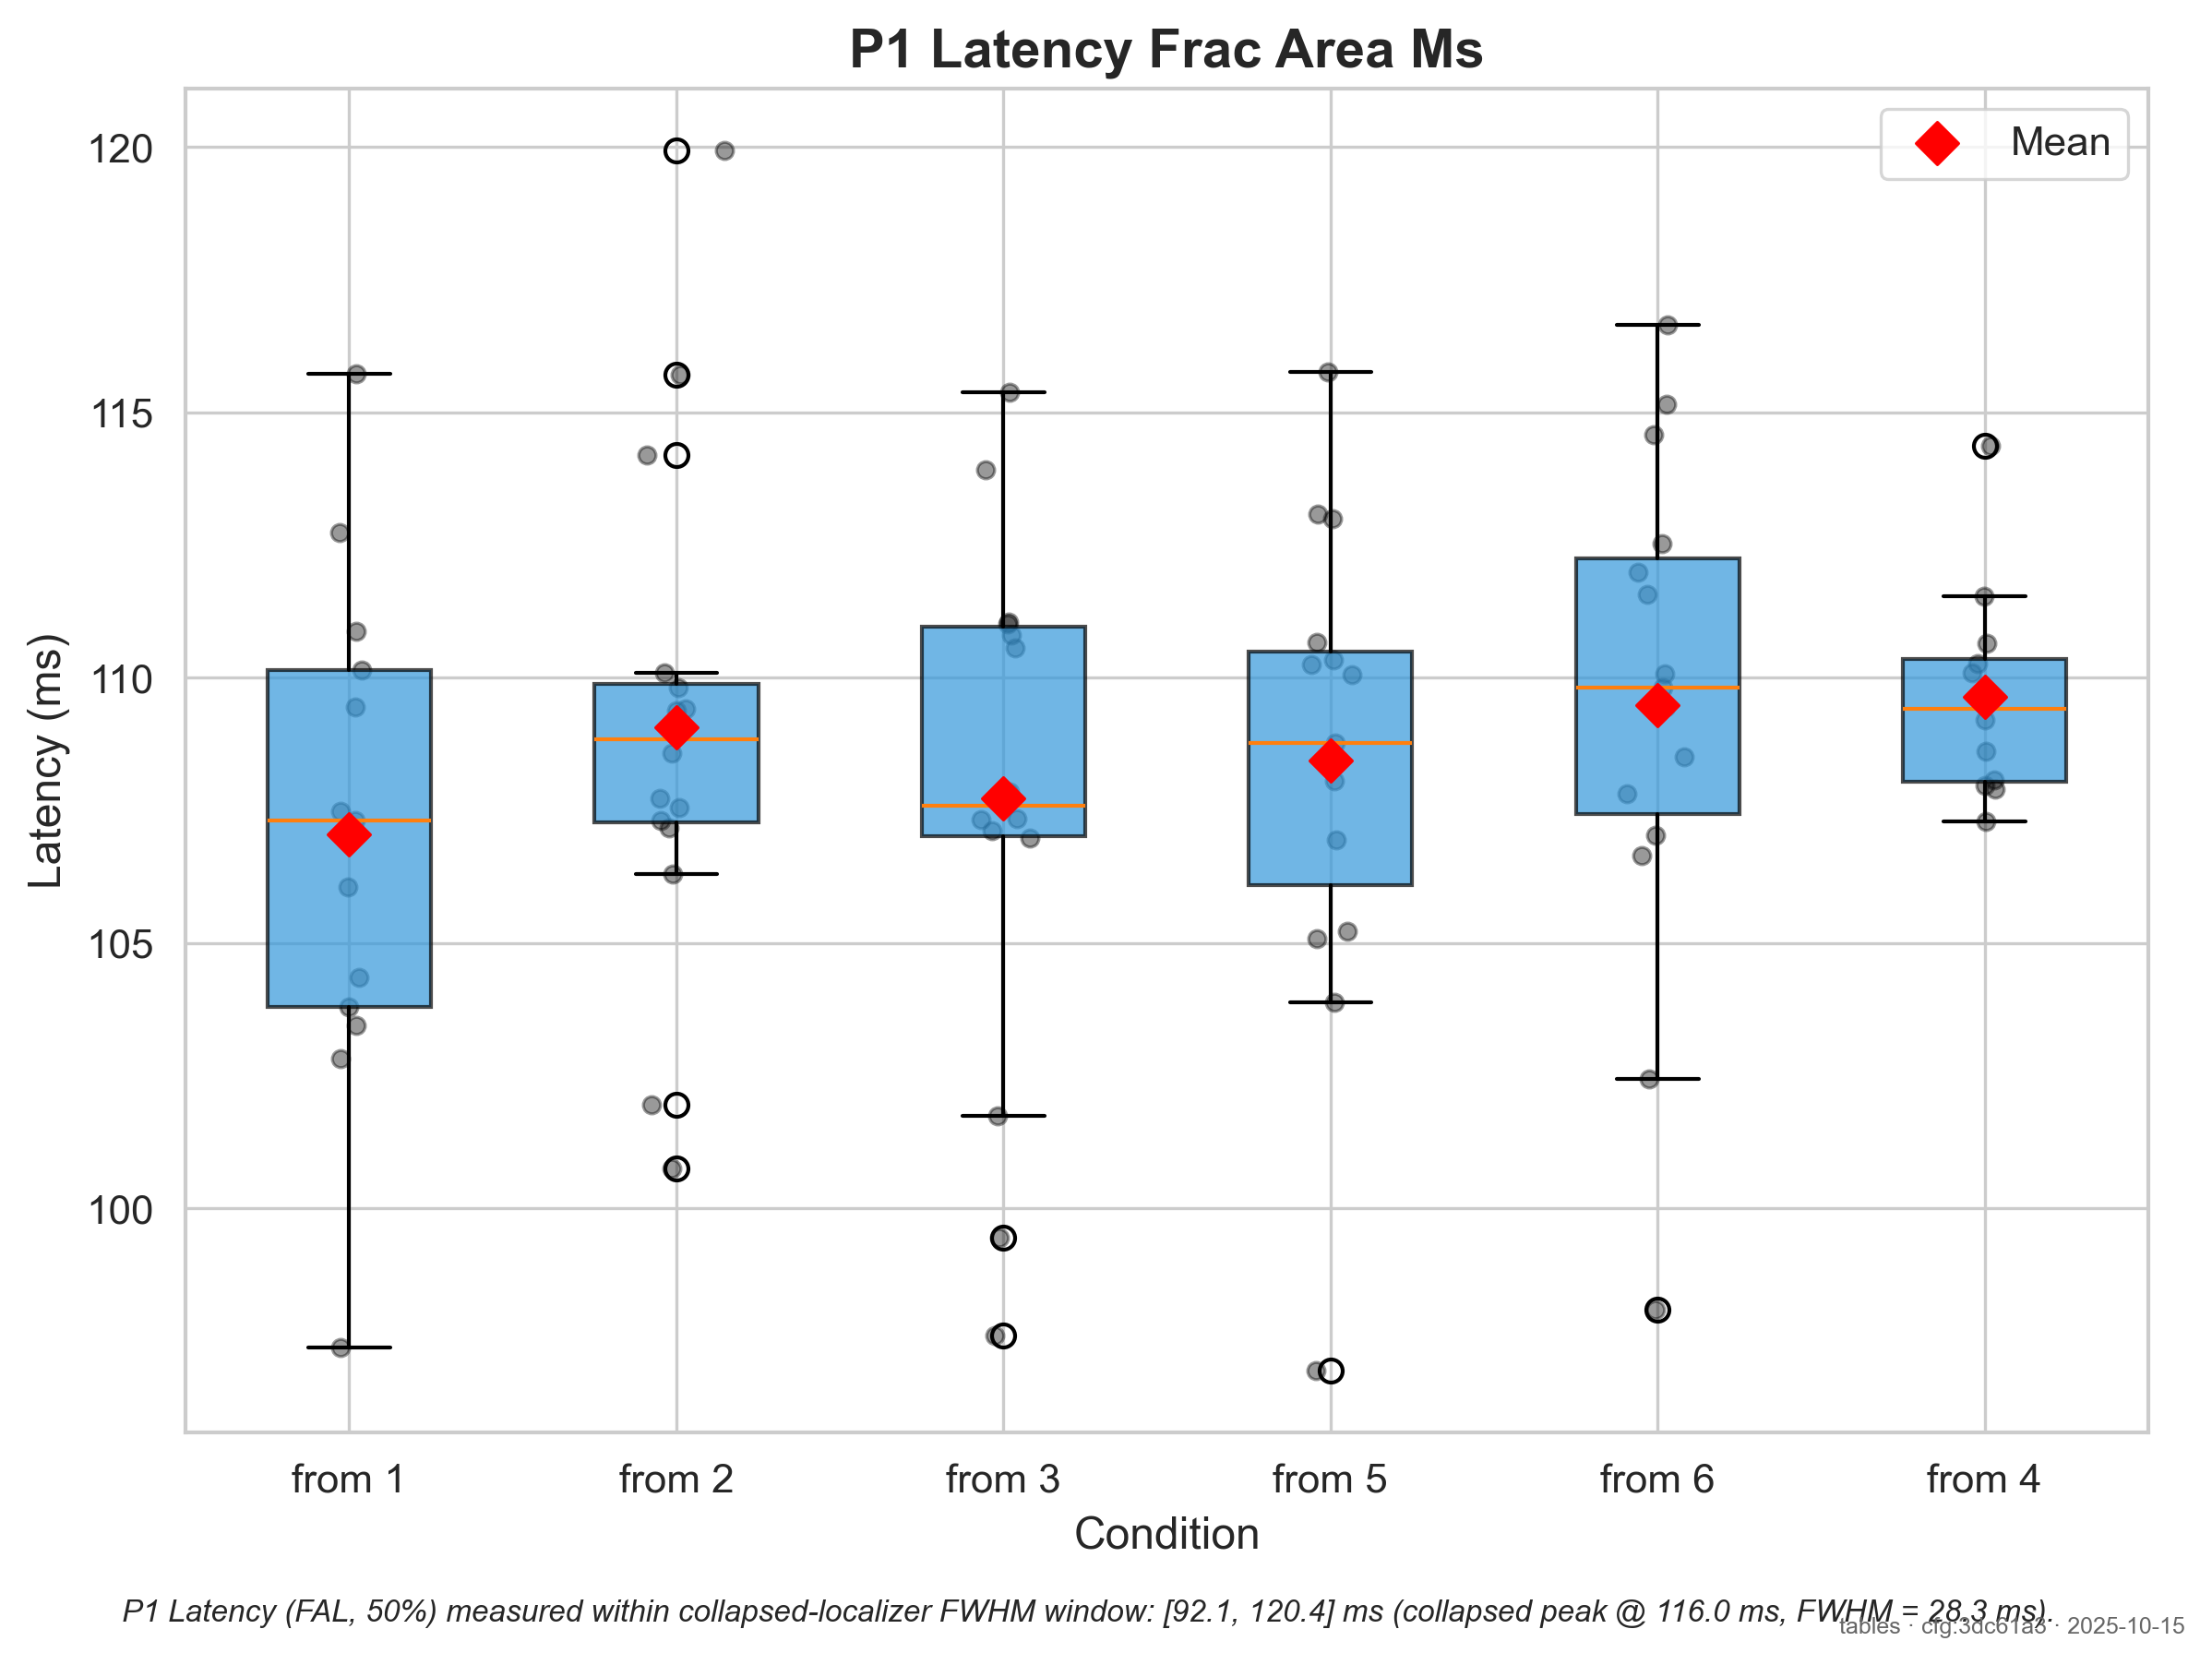 P1 Latency Frac Area Ms
Mean
120
115
110
105
100
Latency (ms)
from 1 from 2 from 3 from 5 from 6 from 4
Condition
P1 Latency (FAL, 50%) measured within collapsed-localizer FWHM window: [92.1, 120.4] ms (collapsed peak @ 116.0 ms, FWHM = 28.3 ms).
tables · cfg:3dc61a3 · 2025-10-15